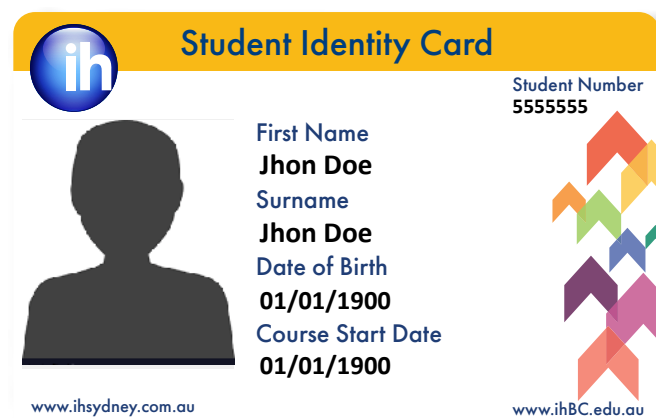 ih
Student Identity Card
Student Number
5555555
First Name
Jhon Doe
Surname
Jhon Doe
Date of Birth
01/01/1900
Course Start Date
01/01/1900
www.ihsydney.com.au
www.ihBC.edu.au